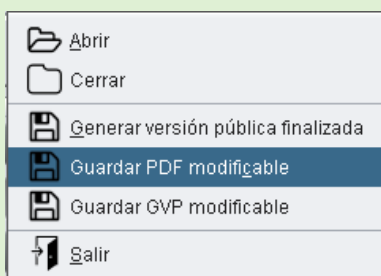 Abrir
Cerrar
Generar versión pública finalizada
Guardar PDF modificable
Guardar GVP modificable
Salir